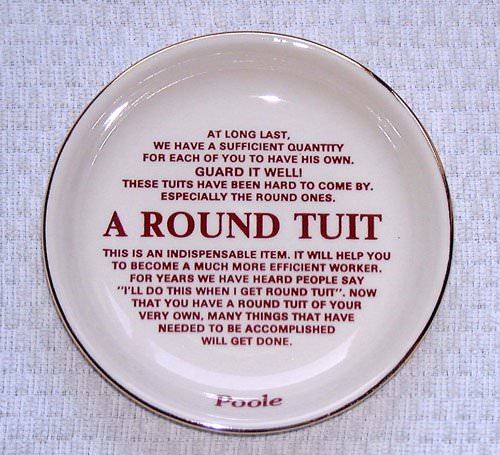 AT LONG LAST,
WE HAVE A SUFFICIENT QUANTITY
FOR EACH OF YOU TO HAVE HIS OWN.
GUARD IT WELL!
THESE TUITS HAVE BEEN HARD TO COME BY.
ESPECIALLY THE ROUND ONES.
A ROUND TUIT
THIS IS AN INDISPENSABLE ITEM. IT WILL HELP YOU
TO BECOME A MUCH MORE EFFICIENT WORKER.
FOR YEARS WE HAVE HEARD PEOPLE SAY
"I'LL DO THIS WHEN I GET ROUND TUIT". NOW
THAT YOU HAVE A ROUND TUIT OF YOUR
VERY OWN, MANY THINGS THAT HAVE
NEEDED TO BE ACCOMPLISHED
WILL GET DONE.
Poole